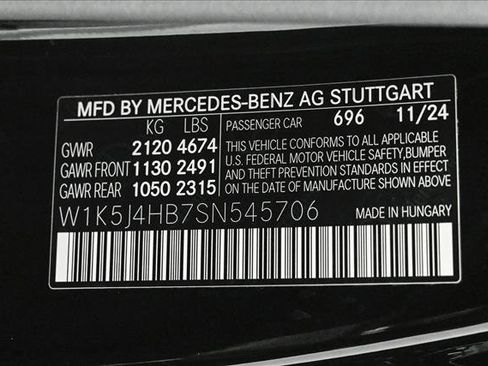 MFD BY MERCEDES-BENZ AG STUTTGART
KG LBS PASSENGER CAR 696 11/24
GVWR 2120 4674
GAWR FRONT 1130 2491
GAWR REAR 1050 2315
THIS VEHICLE CONFORMS TO ALL APPLICABLE
U.S. FEDERAL MOTOR VEHICLE SAFETY,BUMPER
AND THEFT PREVENTION STANDARDS IN
EFFECT ON THE DATE OF MANUFACTURE
SHOWN ABOVE.
W1K5J4HB7SN545706 MADE IN HUNGARY